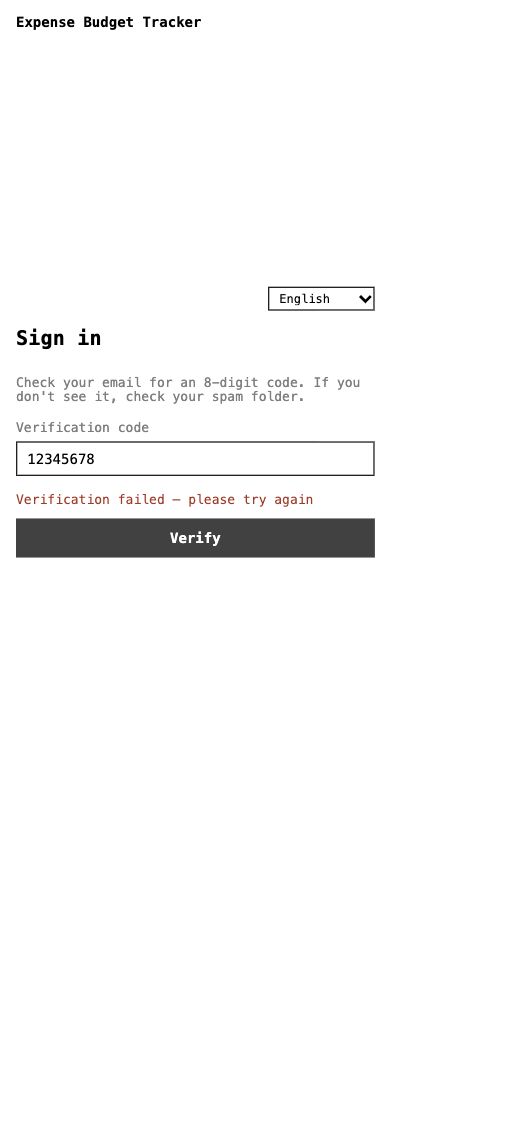 Expense Budget Tracker
English
Sign in
Check your email for an 8-digit code. If you
don't see it, check your spam folder.
Verification code
12345678
Verification failed — please try again
Verify